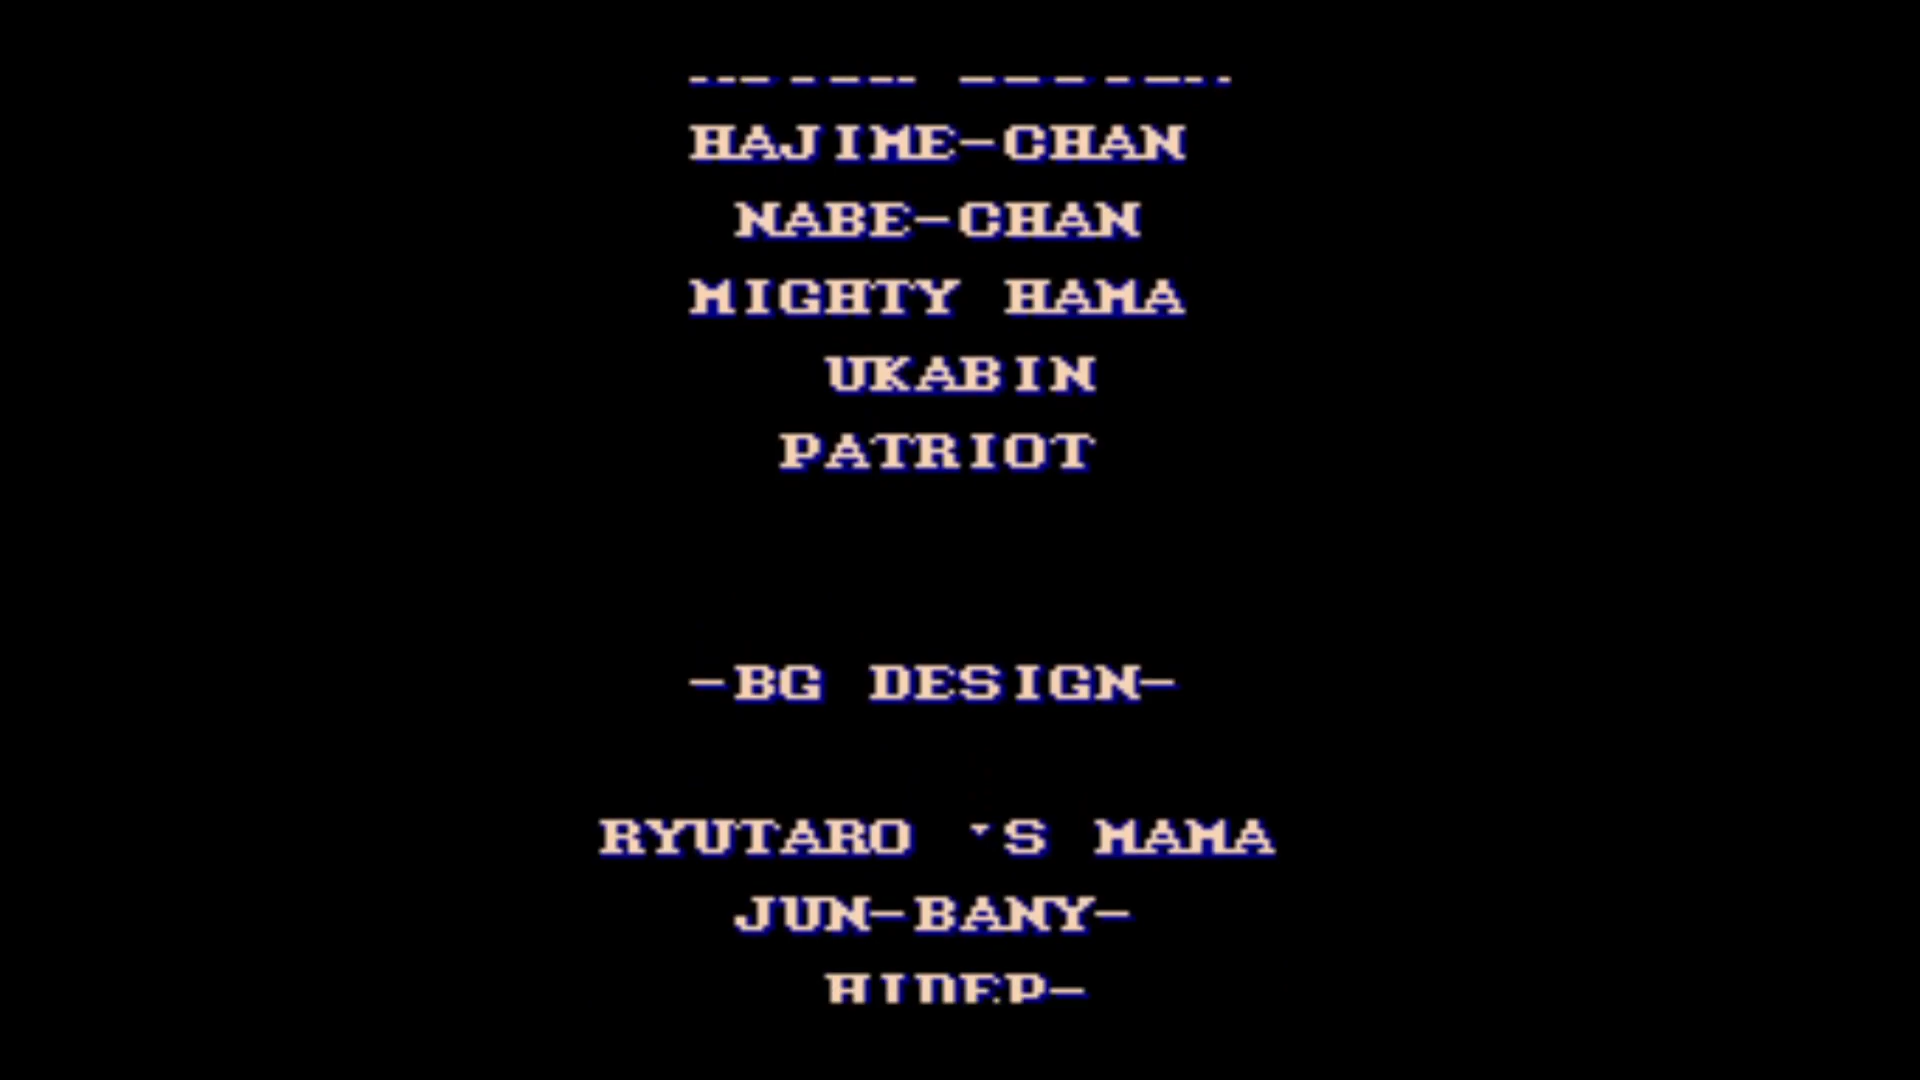 HAJIME-CHAN
NABE-CHAN
MIGHTY HAMA
UKABIN
PATRIOT
-BG DESIGN-
RYUTARO 'S MAMA
JUN-BANY-